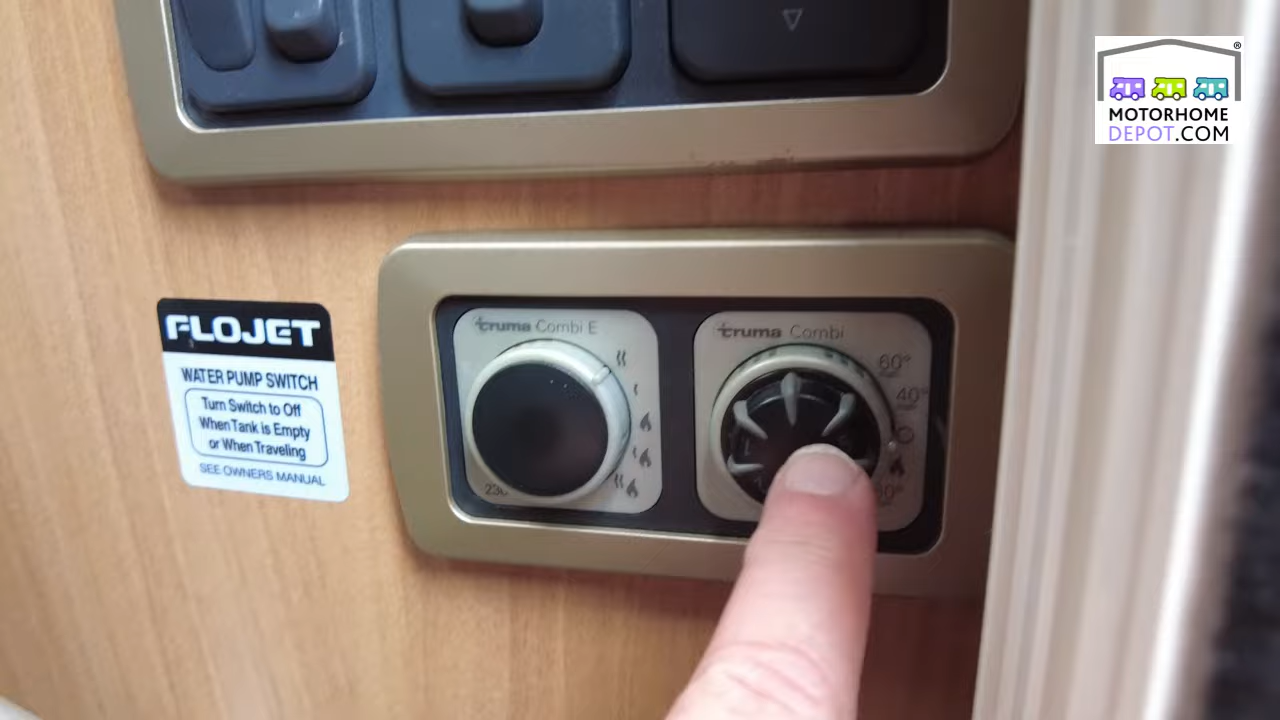 ®
MOTORHOME
DEPOT.COM
FLOJET
WATER PUMP SWITCH
Turn Switch to Off
When Tank is Empty
or When Traveling
SEE OWNERS MANUAL
truma Combi E
truma Combi
60°
40°